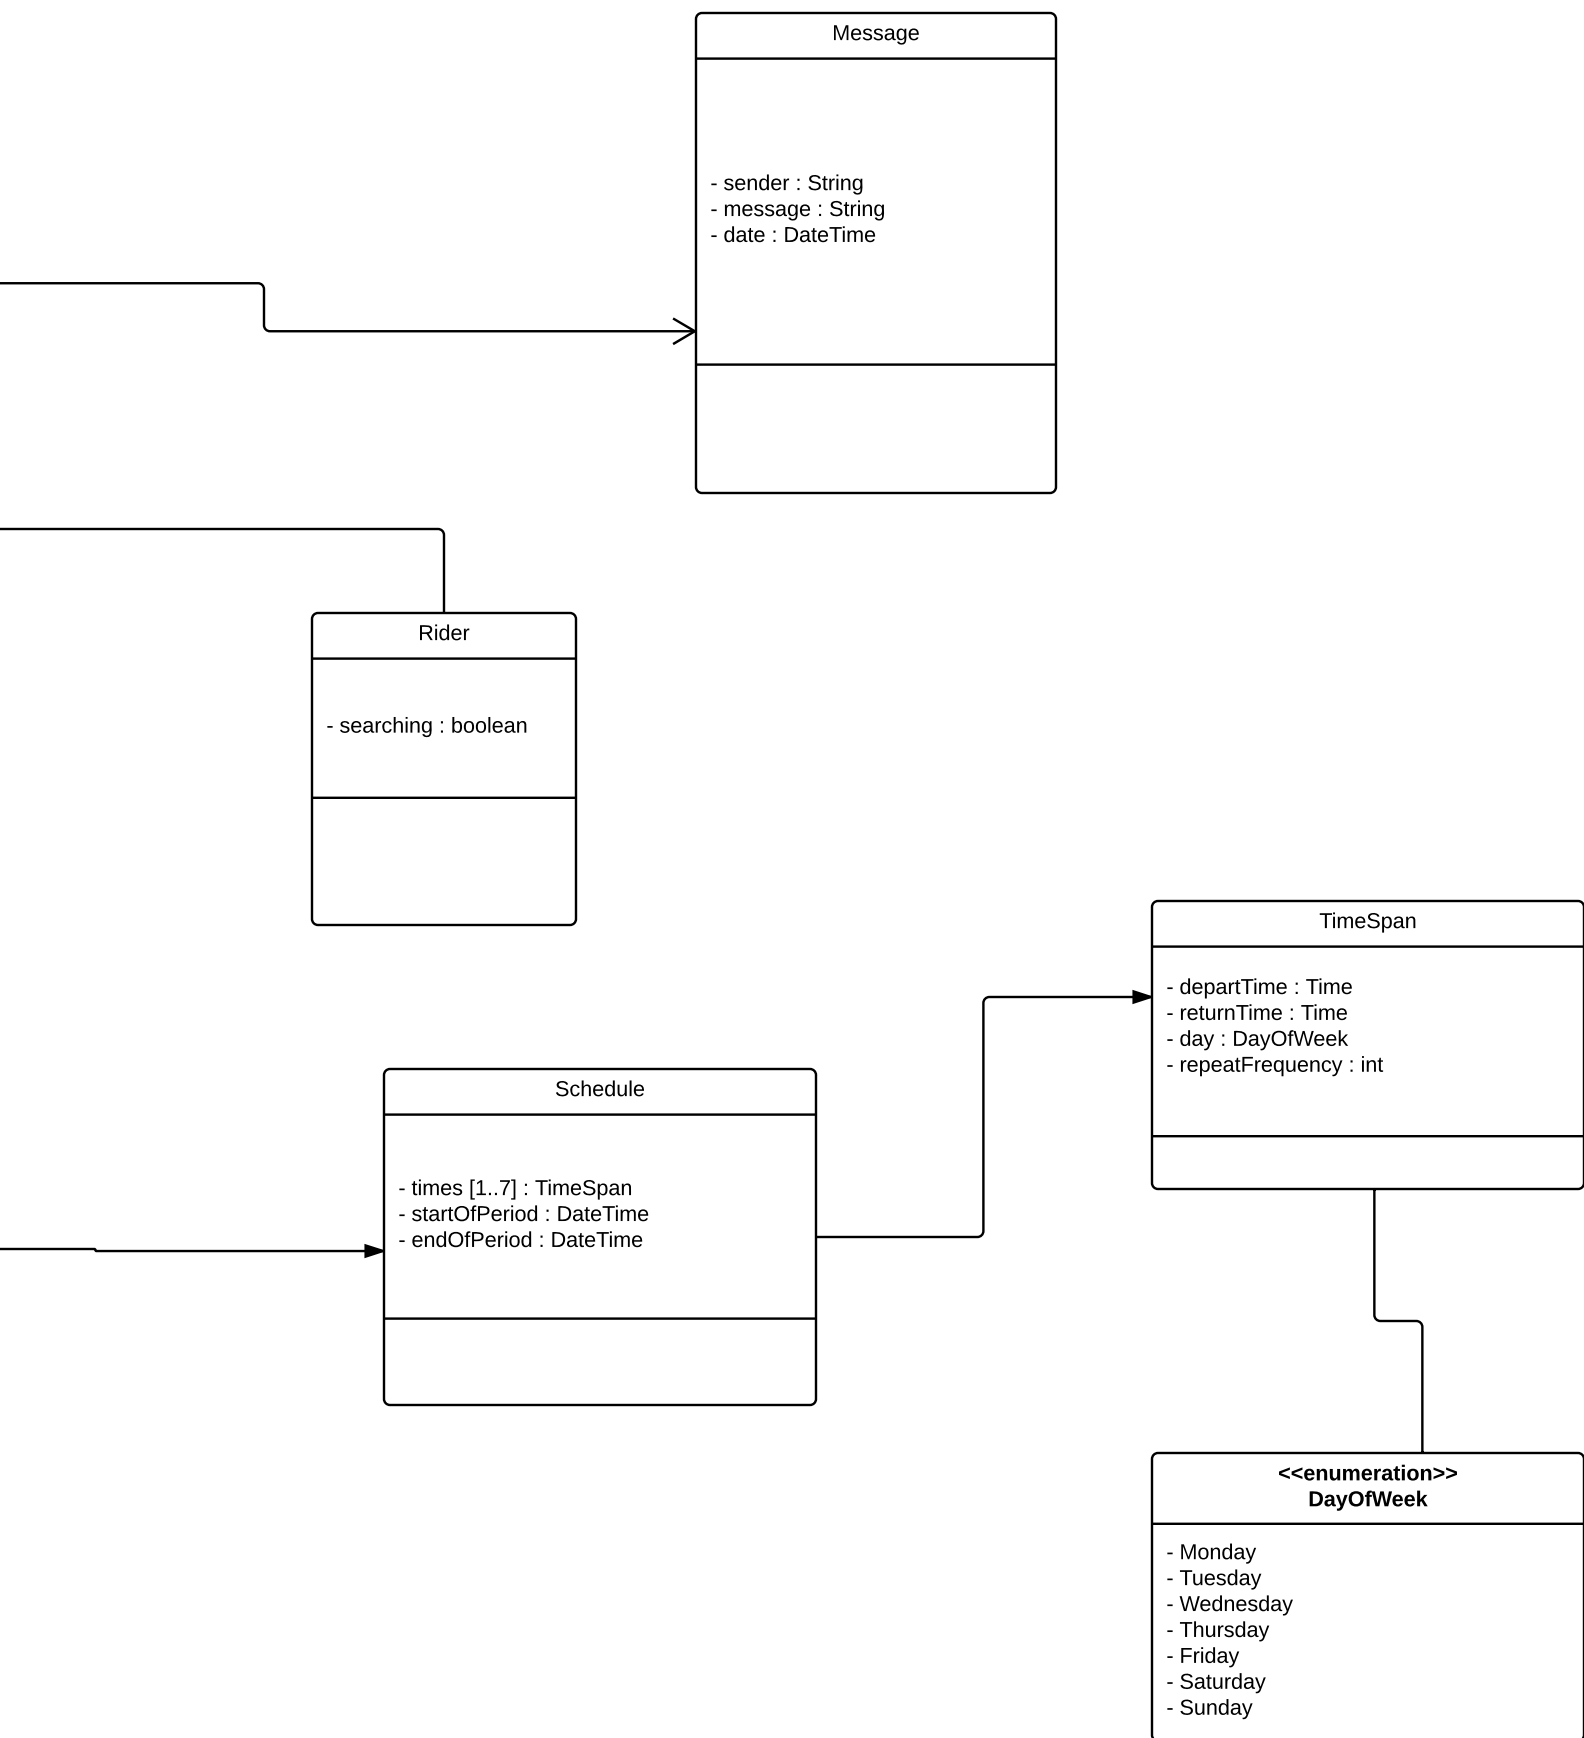 Message
- sender : String
- message : String
- date : DateTime
Rider
- searching : boolean
TimeSpan
- departTime : Time
- returnTime : Time
- day : DayOfWeek
- repeatFrequency : int
Schedule
- times [1..7] : TimeSpan
- startOfPeriod : DateTime
- endOfPeriod : DateTime
<<enumeration>>
DayOfWeek
- Monday
- Tuesday
- Wednesday
- Thursday
- Friday
- Saturday
- Sunday